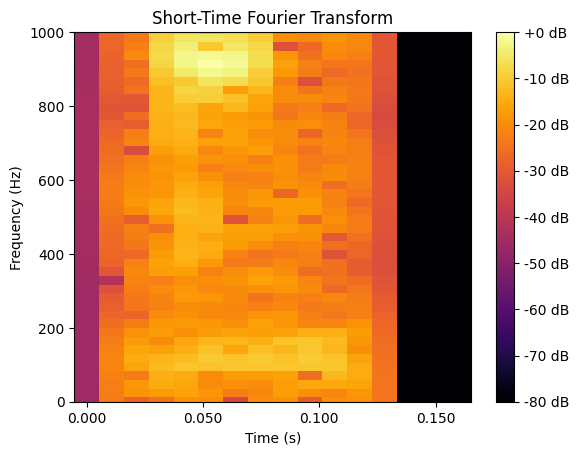 Short-Time Fourier Transform
Frequency (Hz)
1000
800
600
400
200
0
0.000
0.050
0.100
0.150
Time (s)
+0 dB
-10 dB
-20 dB
-30 dB
-40 dB
-50 dB
-60 dB
-70 dB
-80 dB